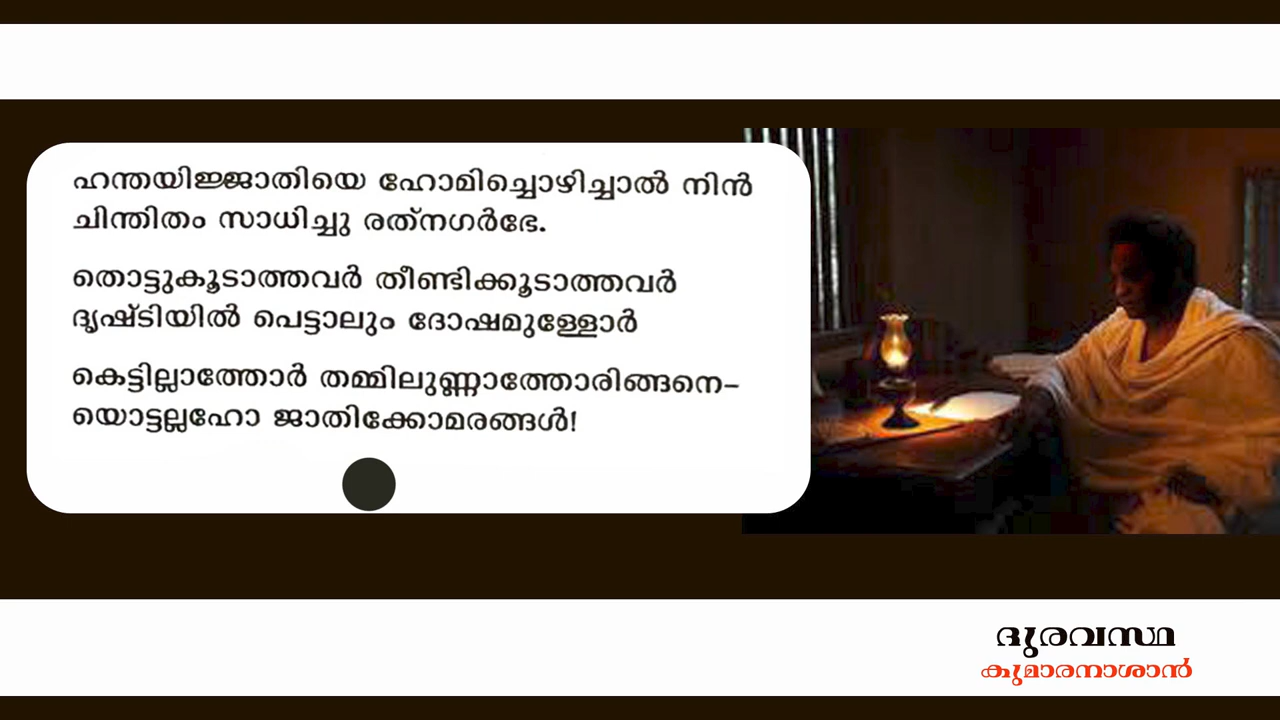 ഹന്തയിജ്ജാതിയെ ഹോമിച്ചൊഴിച്ചാൽ നിൻ
ചിന്തിതം സാധിച്ചു രത്നഗർഭേ.
തൊട്ടുകൂടാത്തവർ തീണ്ടിക്കൂടാത്തവർ
ദൃഷ്ടിയിൽ പെട്ടാലും ദോഷമുള്ളോർ
കെട്ടില്ലാത്തോർ തമ്മിലുണ്ണാത്തോരിങ്ങനെ–
യൊട്ടല്ലഹോ ജാതിക്കോമരങ്ങൾ!
ദുരവസ്ഥ
കുമാരനാശാൻ